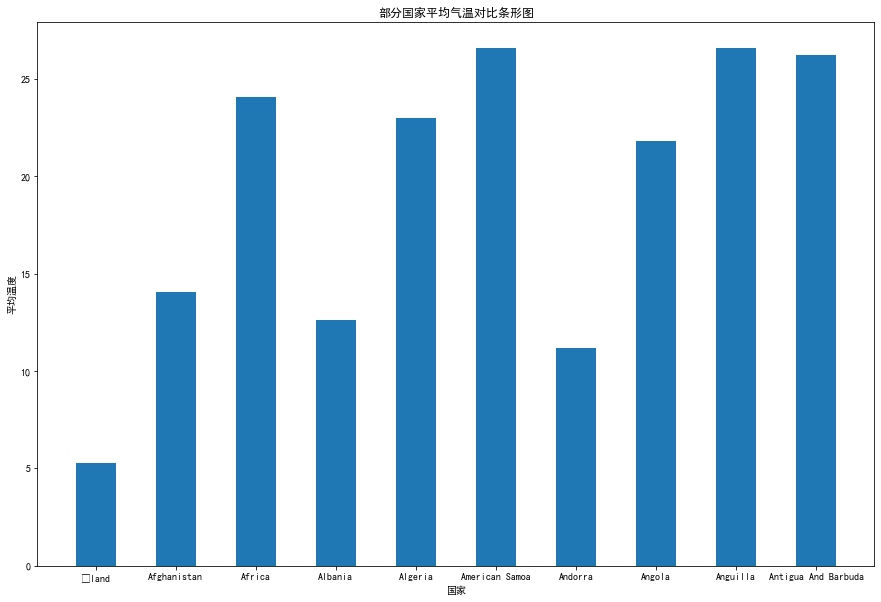 部分国家平均气温对比条形图
平均温度
25
20
15
10
5
0
□land
Afghanistan
Africa
Albania
Algeria
American Samoa
Andorra
Angola
Anguilla
Antigua And Barbuda
国家